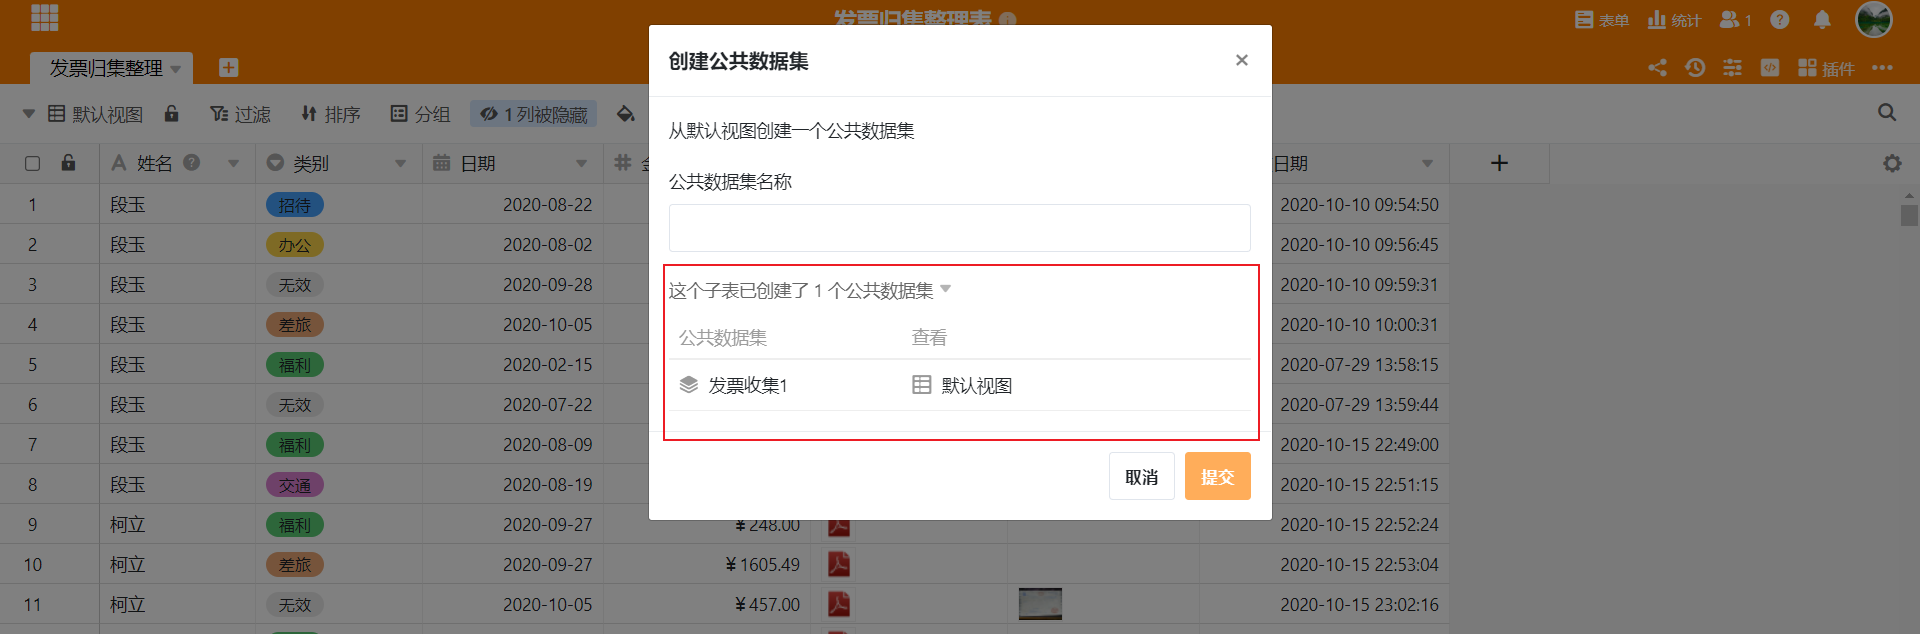 发票归集整理表
表单 统计 1
发票归集整理
插件
默认视图 过滤 排序 分组 1 列被隐藏
姓名 类别 日期 日期
1 段玉 招待 2020-08-22 2020-10-10 09:54:50
2 段玉 办公 2020-08-02 2020-10-10 09:56:45
3 段玉 无效 2020-09-28 2020-10-10 09:59:31
4 段玉 差旅 2020-10-05 2020-10-10 10:00:31
5 段玉 福利 2020-02-15 2020-07-29 13:58:15
6 段玉 无效 2020-07-22 2020-07-29 13:59:44
7 段玉 福利 2020-08-09 2020-10-15 22:49:00
8 段玉 交通 2020-08-19 2020-10-15 22:51:15
9 柯立 福利 2020-09-27 ¥248.00 2020-10-15 22:52:24
10 柯立 差旅 2020-09-27 ¥1605.49 2020-10-15 22:53:04
11 柯立 无效 2020-10-05 ¥457.00 2020-10-15 23:02:16
创建公共数据集
×
从默认视图创建一个公共数据集
公共数据集名称
这个子表已创建了 1 个公共数据集
公共数据集 查看
发票收集1 默认视图
取消 提交